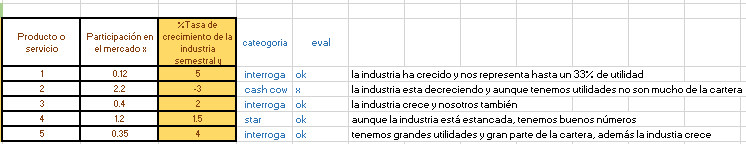 Producto o servicio	Participación en el mercado x	%Tasa de crecimiento de la industria semestral y	cateogoria	eval
1	0.12	5	interroga	ok	la industria ha crecido y nos representa hasta un 33% de utilidad
2	2.2	-3	cash cow	x	la industria esta decreciendo y aunque tenemos utilidades no son mucho de la cartera
3	0.4	2	interroga	ok	la industria crece y nosotros también
4	1.2	1.5	star	ok	aunque la industria está estancada, tenemos buenos números
5	0.35	4	interroga	ok	tenemos grandes utilidades y gran parte de la cartera, además la industia crece